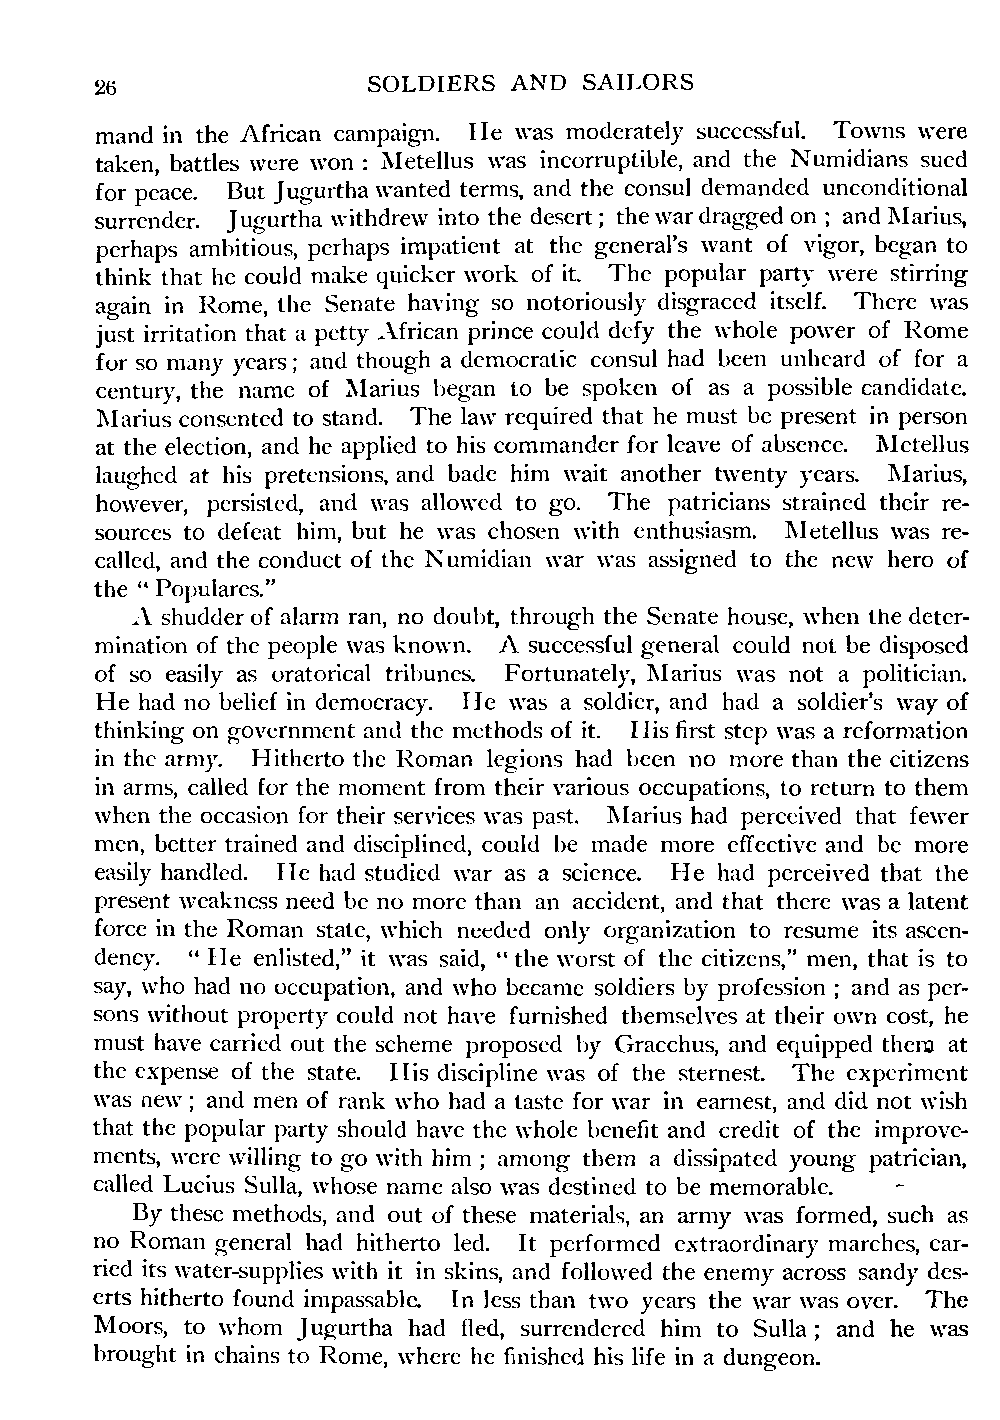 26 SOLDIERS AND SAILORS
mand in the African campaign. He was moderately successful. Towns were
taken, battles were won : Metellus was incorruptible, and the Numidians sued
for peace. But Jugurtha wanted terms, and the consul demanded unconditional
surrender. Jugurtha withdrew into the desert ; the war dragged on ; and Marius,
perhaps ambitious, perhaps impatient at the general's want of vigor, began to
think that he could make quicker work of it. The popular party were stirring
again in Rome, the Senate having so notoriously disgraced itself. There was
just irritation that a petty African prince could defy the whole power of Rome
for so many years ; and though a democratic consul had been unheard of for a
century, the name of Marius began to be spoken of as a possible candidate.
Marius consented to stand. The law required that he must be present in person
at the election, and he applied to his commander for leave of absence. Metellus
laughed at his pretensions, and bade him wait another twenty years. Marius,
however, persisted, and was allowed to go. The patricians strained their re-
sources to defeat him, but he was chosen with enthusiasm. Metellus was re-
called, and the conduct of the Numidian war was assigned to the new hero of
the “ Populares.”
A shudder of alarm ran, no doubt, through the Senate house, when the deter-
mination of the people was known. A successful general could not be disposed
of so easily as oratorical tribunes. Fortunately, Marius was not a politician.
He had no belief in democracy. He was a soldier, and had a soldier's way of
thinking on government and the methods of it. His first step was a reformation
in the army. Hitherto the Roman legions had been no more than the citizens
in arms, called for the moment from their various occupations, to return to them
when the occasion for their services was past. Marius had perceived that fewer
men, better trained and disciplined, could be made more effective and be more
easily handled. He had studied war as a science. He had perceived that the
present weakness need be no more than an accident, and that there was a latent
force in the Roman state, which needed only organization to resume its ascen-
dency. “ He enlisted,” it was said, “ the worst of the citizens,” men, that is to
say, who had no occupation, and who became soldiers by profession ; and as per-
sons without property could not have furnished themselves at their own cost, he
must have carried out the scheme proposed by Gracchus, and equipped them at
the expense of the state. His discipline was of the sternest. The experiment
was new ; and men of rank who had a taste for war in earnest, and did not wish
that the popular party should have the whole benefit and credit of the improve-
ments, were willing to go with him ; among them a dissipated young patrician,
called Lucius Sulla, whose name also was destined to be memorable.
By these methods, and out of these materials, an army was formed, such as
no Roman general had hitherto led. It performed extraordinary marches, car-
ried its water-supplies with it in skins, and followed the enemy across sandy des-
erts hitherto found impassable. In less than two years the war was over. The
Moors, to whom Jugurtha had fled, surrendered him to Sulla ; and he was
brought in chains to Rome, where he finished his life in a dungeon.